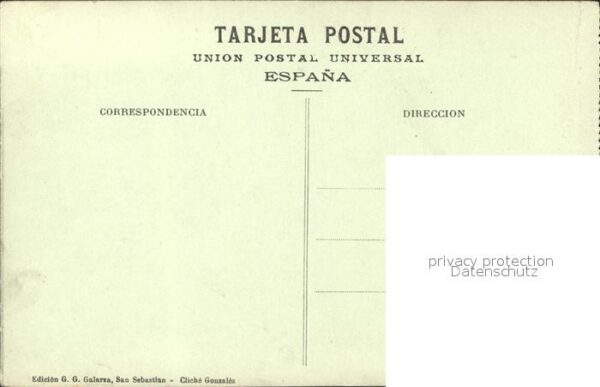 TARJETA POSTAL
UNION POSTAL UNIVERSAL
ESPAÑA
CORRESPONDENCIA
DIRECCION
privacy protection
Datenschutz
Edición G. G. Galarza, San Sebastian - Cliché Gonzalés